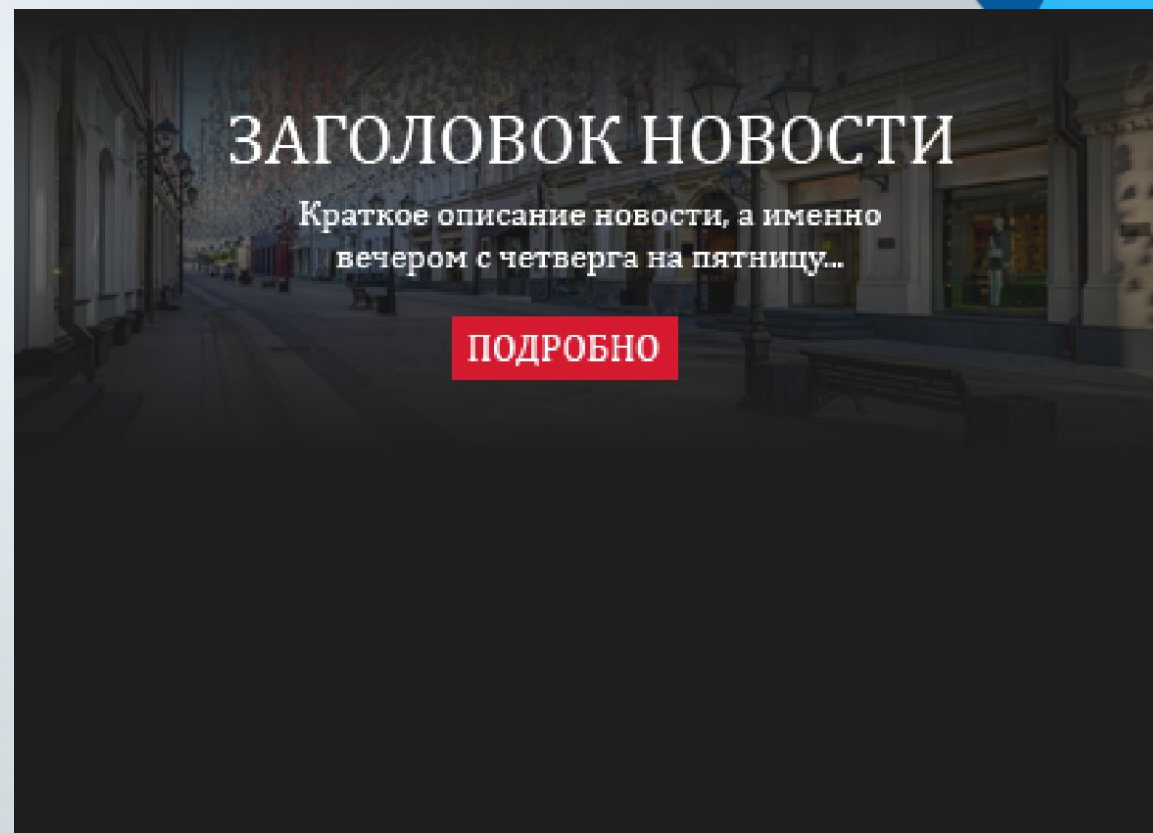 ЗАГОЛОВОК НОВОСТИ
Краткое описание новости, а именно
вечером с четверга на пятницу...
ПОДРОБНО